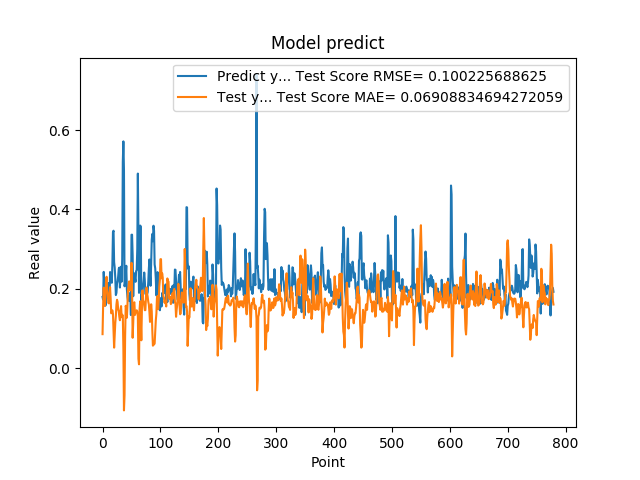 Model predict
Predict y... Test Score RMSE= 0.100225688625
Test y... Test Score MAE= 0.06908834694272059
Real value
0.6
0.4
0.2
0.0
0 100 200 300 400 500 600 700 800
Point